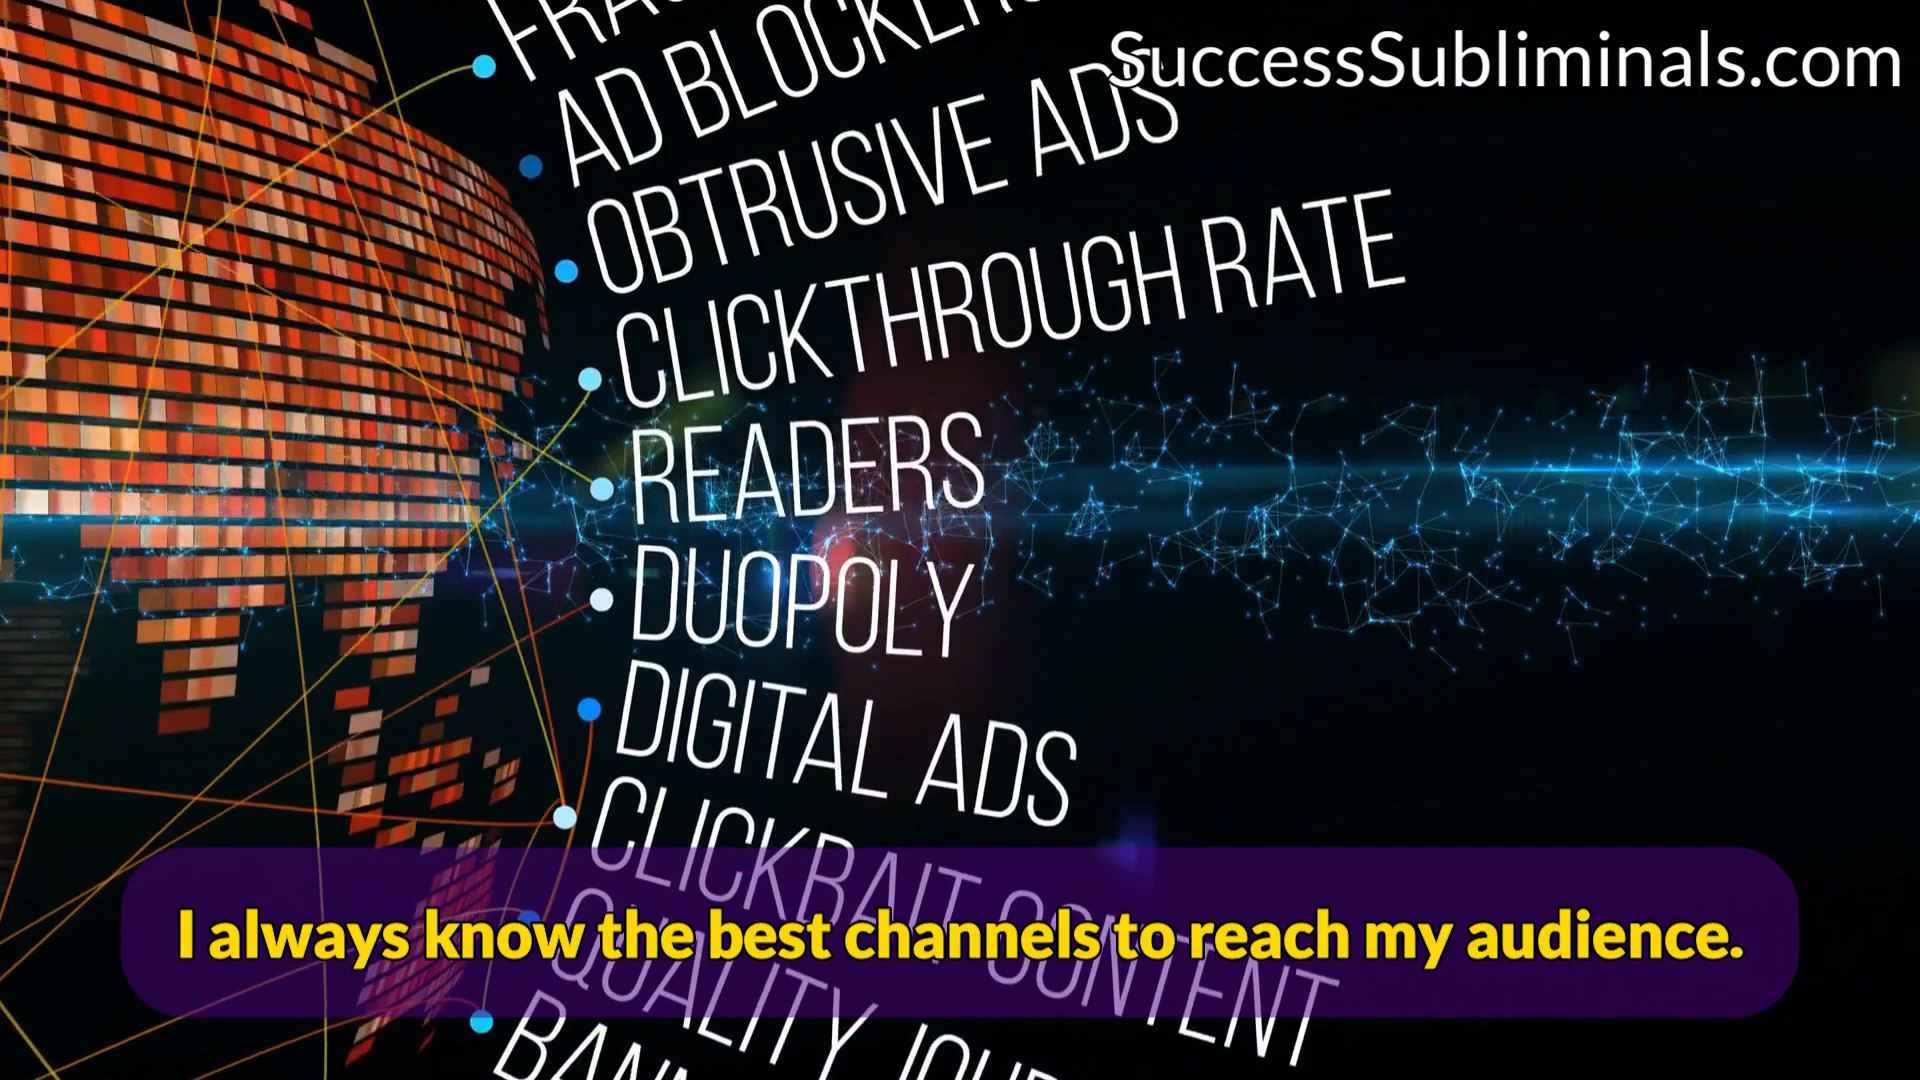 SuccessSubliminals.com
AD BLOCKERS
OBTRUSIVE ADS
CLICKTHROUGH RATE
READERS
DUOPOLY
DIGITAL ADS
CLICKBAIT CONTENT
QUALITY
I always know the best channels to reach my audience.